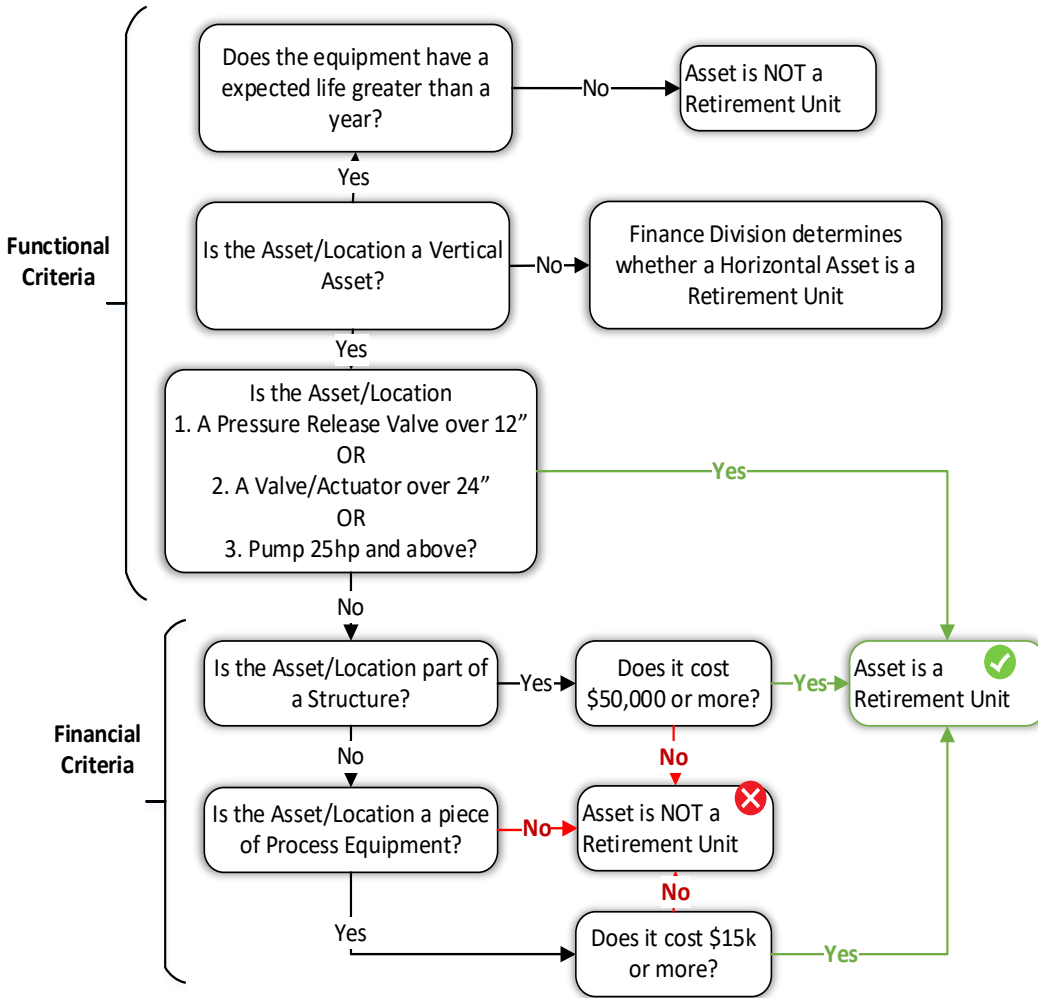 Does the equipment have a
expected life greater than a
year?
No
Asset is NOT a
Retirement Unit
Yes
Functional
Criteria
Is the Asset/Location a Vertical
Asset?
No
Finance Division determines
whether a Horizontal Asset is a
Retirement Unit
Yes
Is the Asset/Location
1. A Pressure Release Valve over 12”
OR
2. A Valve/Actuator over 24”
OR
3. Pump 25hp and above?
Yes
No
Is the Asset/Location part of
a Structure?
Yes
Does it cost
$50,000 or more?
Yes
Asset is a
Retirement Unit
Financial
Criteria
No
No
Is the Asset/Location a piece
of Process Equipment?
No
Asset is NOT a
Retirement Unit
No
Yes
Does it cost $15k
or more?
Yes